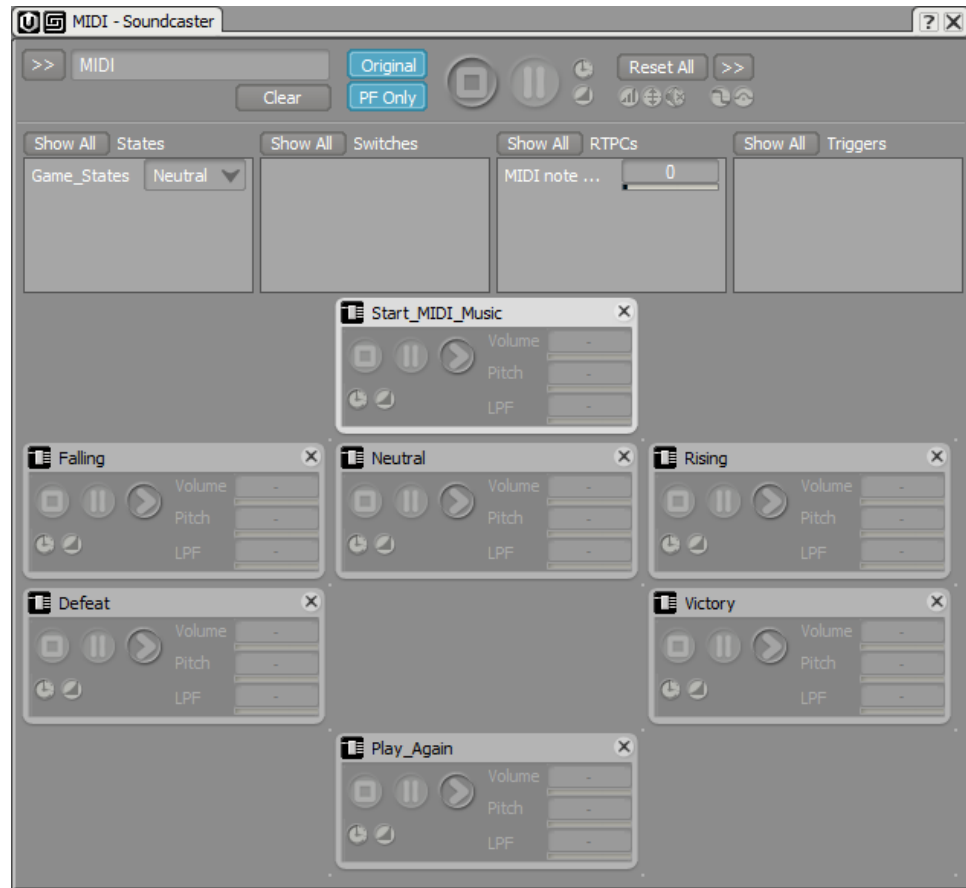 MIDI - Soundcaster
? X
>> MIDI Original Reset All >>
Clear PF Only
Show All States Show All Switches Show All RTPCs Show All Triggers
Game_States Neutral MIDI note ... 0
Start_MIDI_Music
Volume -
Pitch -
LPF -
Falling Neutral Rising
Volume - Volume - Volume -
Pitch - Pitch - Pitch -
LPF - LPF - LPF -
Defeat Victory
Volume - Volume -
Pitch - Pitch -
LPF - LPF -
Play_Again
Volume -
Pitch -
LPF -